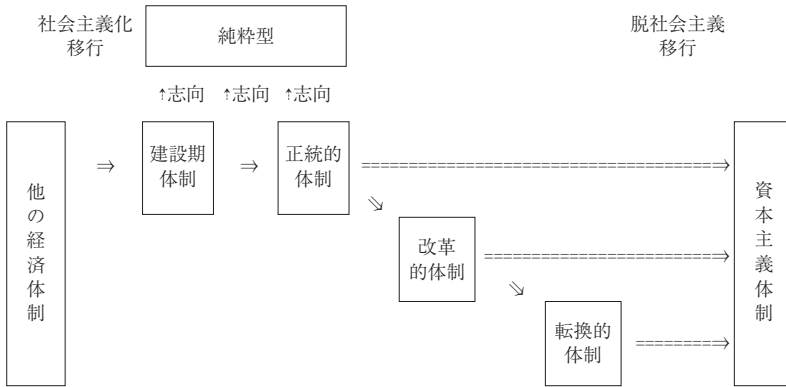 社会主義化
移行
純粋型
脱社会主義
移行
↑志向 ↑志向 ↑志向
他の経済体制
⇒
建設期
体制
⇒
正統的
体制
====================================⇒
資本主義体制
⇘
改革
的体制
=========================⇒
⇘
転換的
体制
=========⇒